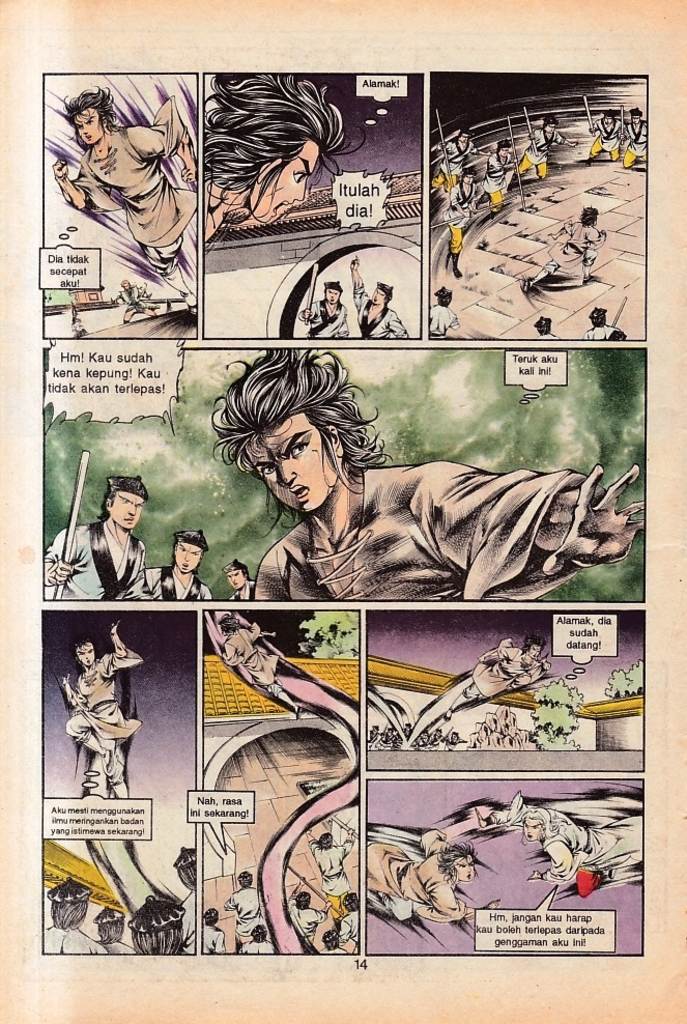 Dia tidak
secepat
aku!
Alamak!
Itulah
dia!
Hm! Kau sudah
kena kepung! Kau
tidak akan terlepas!
Teruk aku
kali ini!
Aku mesti menggunakan
ilmu meringankan badan
yang istimewa sekarang!
Nah, rasa
ini sekarang!
Alamak, dia
sudah
datang!
Hm, jangan kau harap
kau boleh terlepas daripada
genggaman aku ini!
14